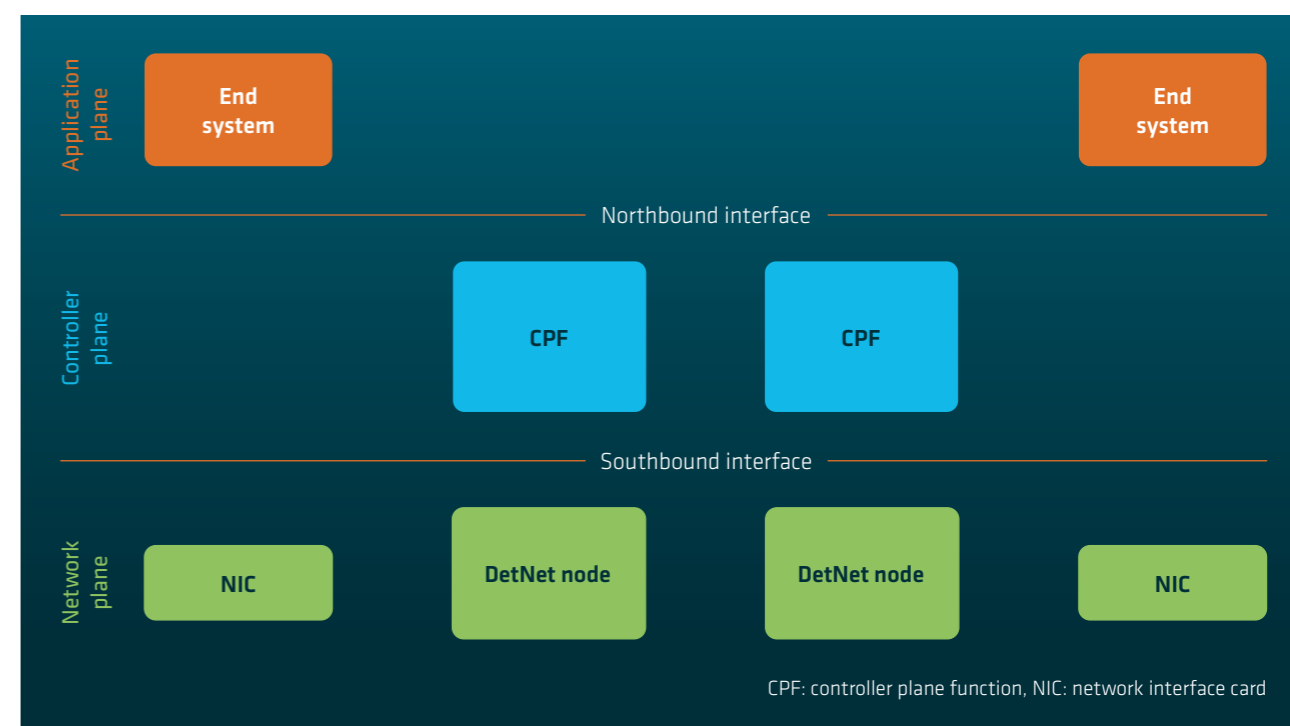 Application
plane
End
system
End
system
Northbound interface
Controller
plane
CPF
CPF
Southbound interface
Network
plane
NIC
DetNet node
DetNet node
NIC
CPF: controller plane function, NIC: network interface card